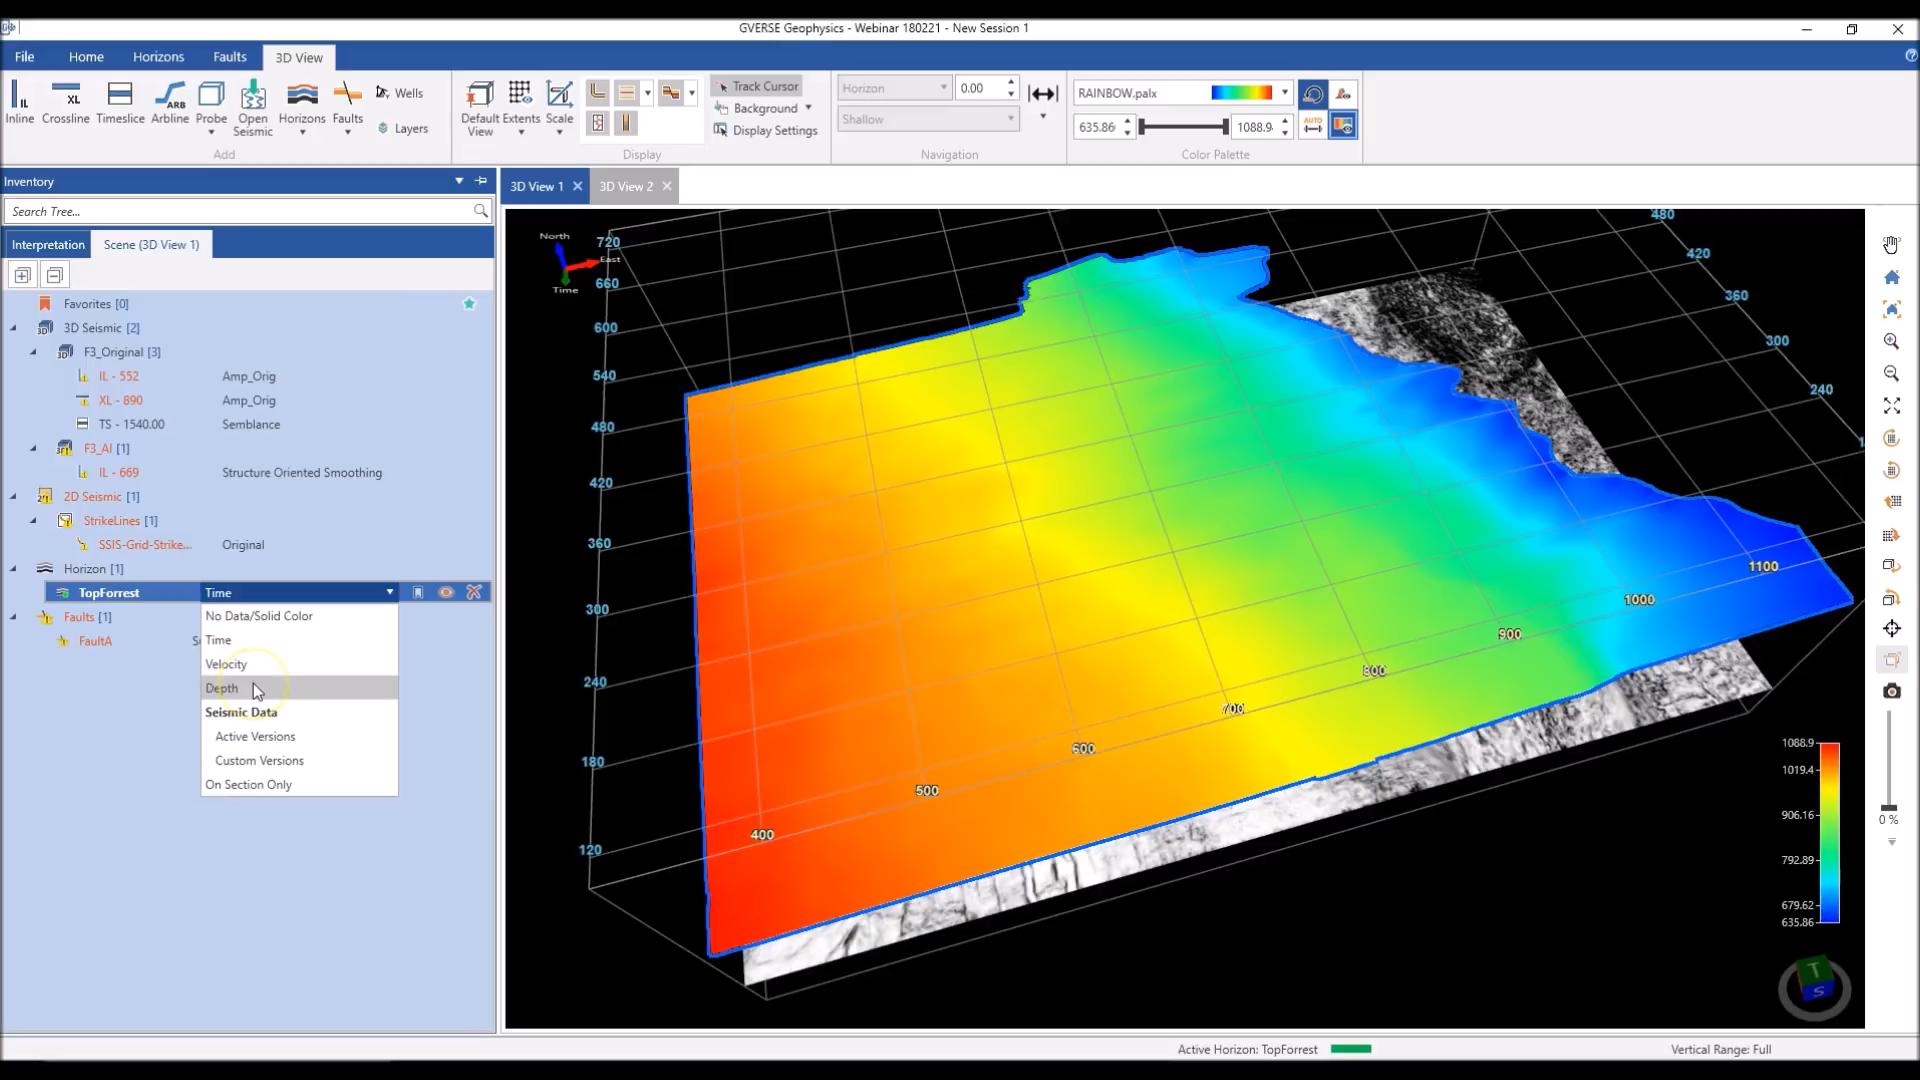 GVERSE Geophysics - Webinar 180221 - New Session 1
File Home Horizons Faults 3D View
Inline Crossline Timeslice Arbline Probe Open Seismic Horizons Faults Wells Layers
Add
Default View Extents Scale
Track Cursor
Background
Display Settings
Display
Horizon 0.00
Shallow
Navigation
RAINBOW.palx
635.86 1088.9
AUTO
Color Palette
Inventory
Search Tree...
Interpretation Scene (3D View 1)
Favorites [0]
3D Seismic [2]
F3_Original [3]
IL - 552 Amp_Orig
XL - 890 Amp_Orig
TS - 1540.00 Semblance
F3_AI [1]
IL - 669 Structure Oriented Smoothing
2D Seismic [1]
StrikeLines [1]
SSIS-Grid-Strike... Original
Horizon [1]
TopForrest Time
Faults [1]
FaultA
No Data/Solid Color
Time
Velocity
Depth
Seismic Data
Active Versions
Custom Versions
On Section Only
3D View 1 3D View 2
North
East
Time
720
660
600
540
480
420
360
300
240
180
120
480
420
360
300
240
400
500
600
700
800
900
1000
1100
1088.9
1019.4
906.16
792.89
679.62
635.86
T
S
0 %
Active Horizon: TopForrest
Vertical Range: Full